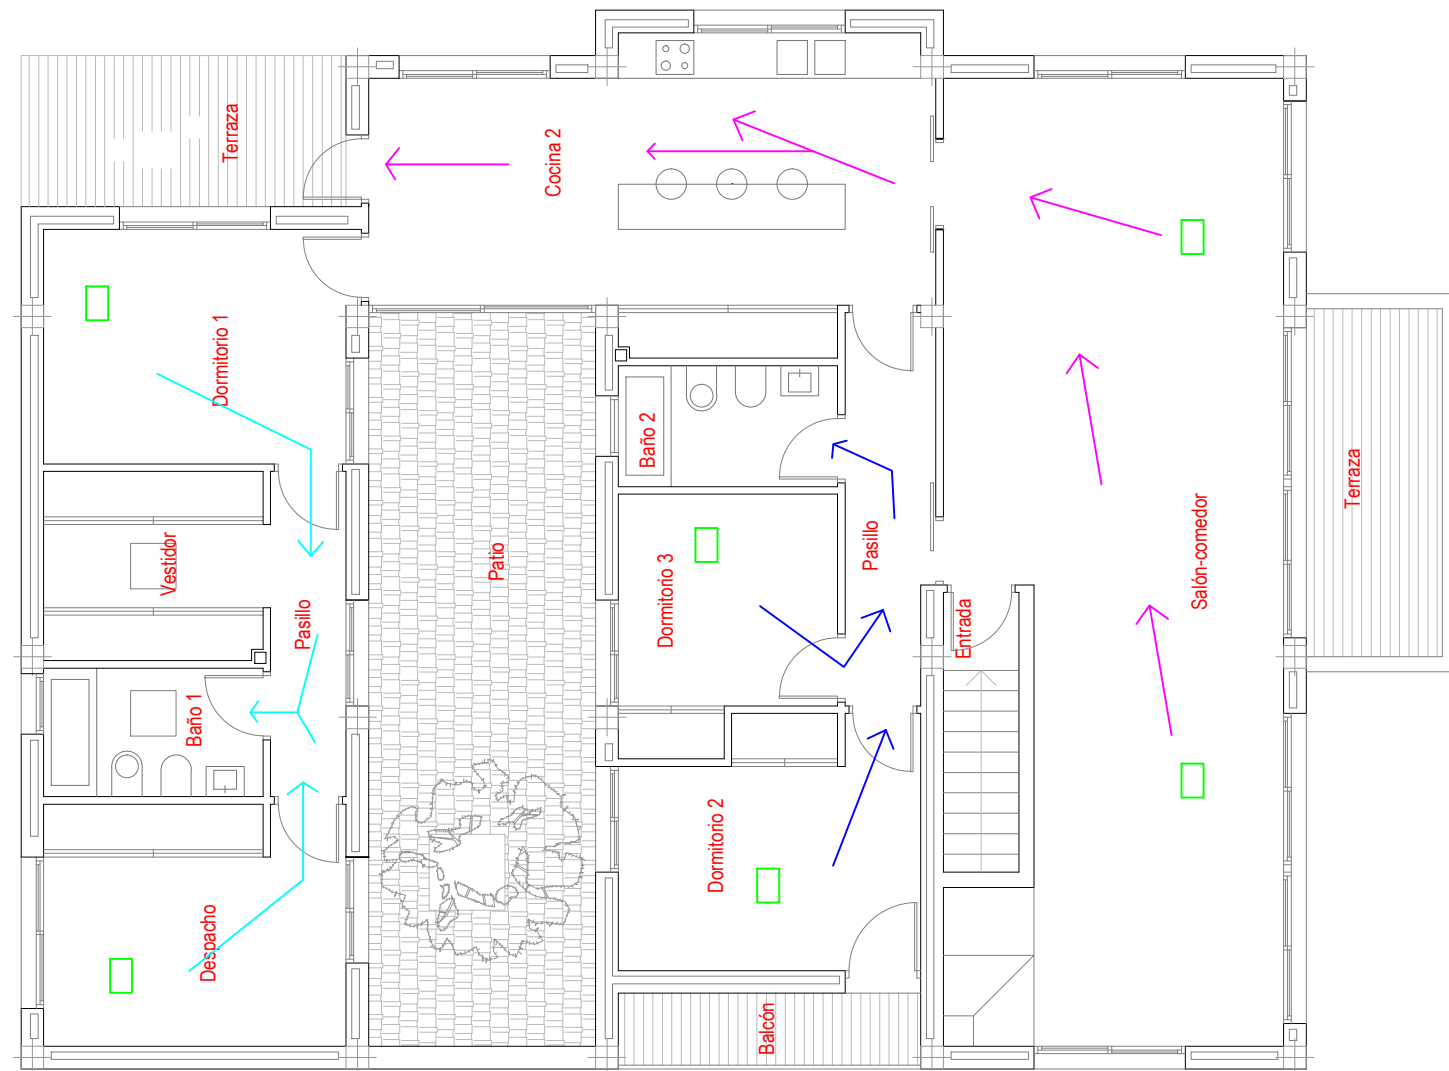 Terraza
Cocina 2
Dormitorio 1
Baño 2
Terraza
Vestidor
Patio
Pasillo
Salón-comedor
Dormitorio 3
Pasillo
Entrada
Baño 1
Dormitorio 2
Despacho
Balcón